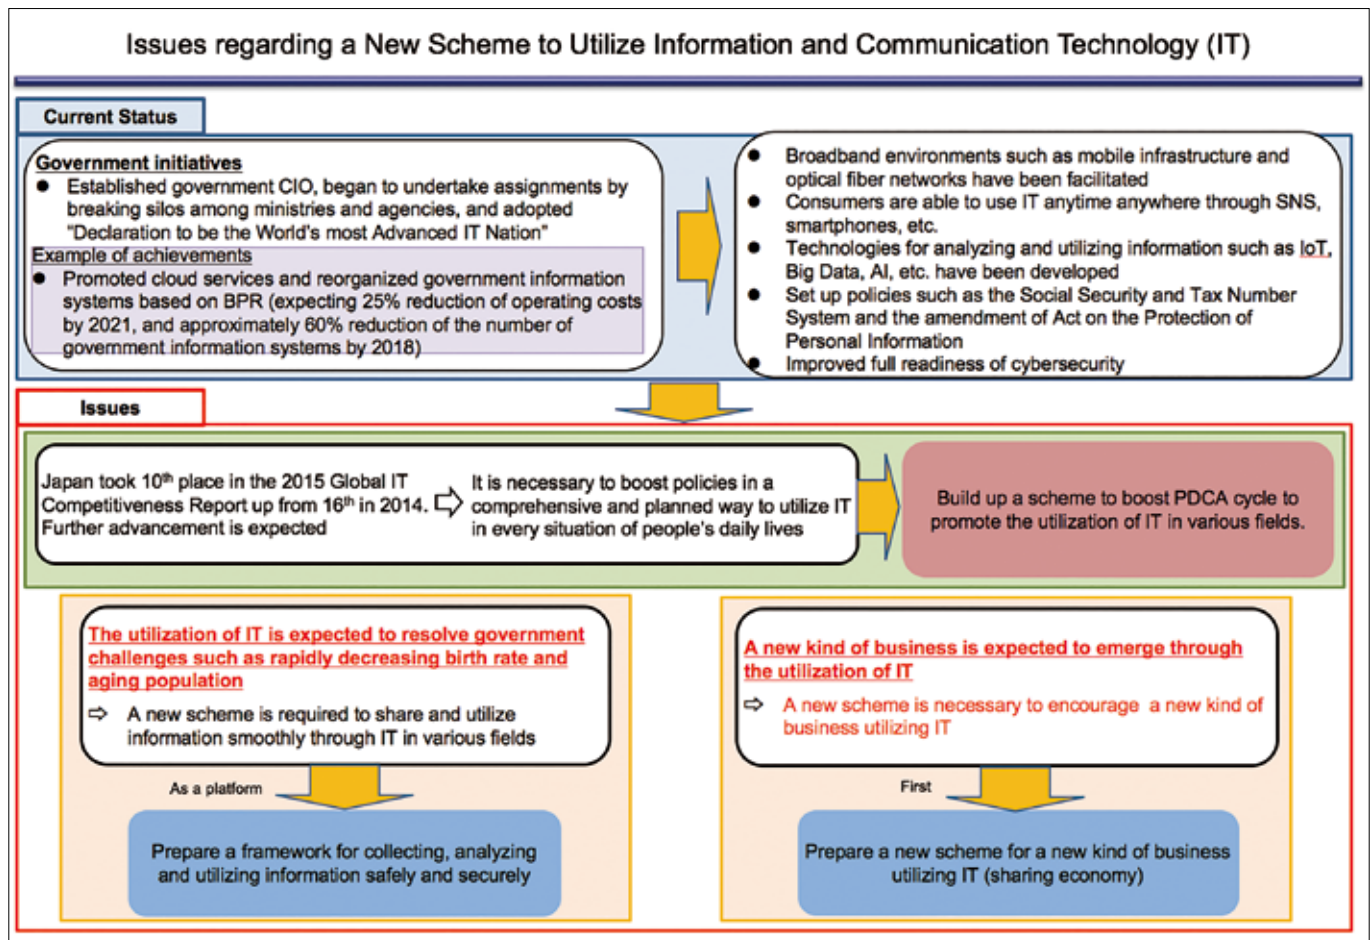 Issues regarding a New Scheme to Utilize Information and Communication Technology (IT)
Current Status
Government initiatives
● Established government CIO, began to undertake assignments by
breaking silos among ministries and agencies, and adopted
"Declaration to be the World's most Advanced IT Nation"
Example of achievements
● Promoted cloud services and reorganized government information
systems based on BPR (expecting 25% reduction of operating costs
by 2021, and approximately 60% reduction of the number of
government information systems by 2018)
● Broadband environments such as mobile infrastructure and
optical fiber networks have been facilitated
● Consumers are able to use IT anytime anywhere through SNS,
smartphones, etc.
● Technologies for analyzing and utilizing information such as IoT,
Big Data, AI, etc. have been developed
● Set up policies such as the Social Security and Tax Number
System and the amendment of Act on the Protection of
Personal Information
● Improved full readiness of cybersecurity
Issues
Japan took 10th place in the 2015 Global IT
Competitiveness Report up from 16th in 2014.
Further advancement is expected
It is necessary to boost policies in a
comprehensive and planned way to utilize IT
in every situation of people's daily lives
Build up a scheme to boost PDCA cycle to
promote the utilization of IT in various fields.
The utilization of IT is expected to resolve government
challenges such as rapidly decreasing birth rate and
aging population
⇨ A new scheme is required to share and utilize
information smoothly through IT in various fields
As a platform
Prepare a framework for collecting, analyzing
and utilizing information safely and securely
A new kind of business is expected to emerge through
the utilization of IT
⇨ A new scheme is necessary to encourage a new kind of
business utilizing IT
First
Prepare a new scheme for a new kind of business
utilizing IT (sharing economy)